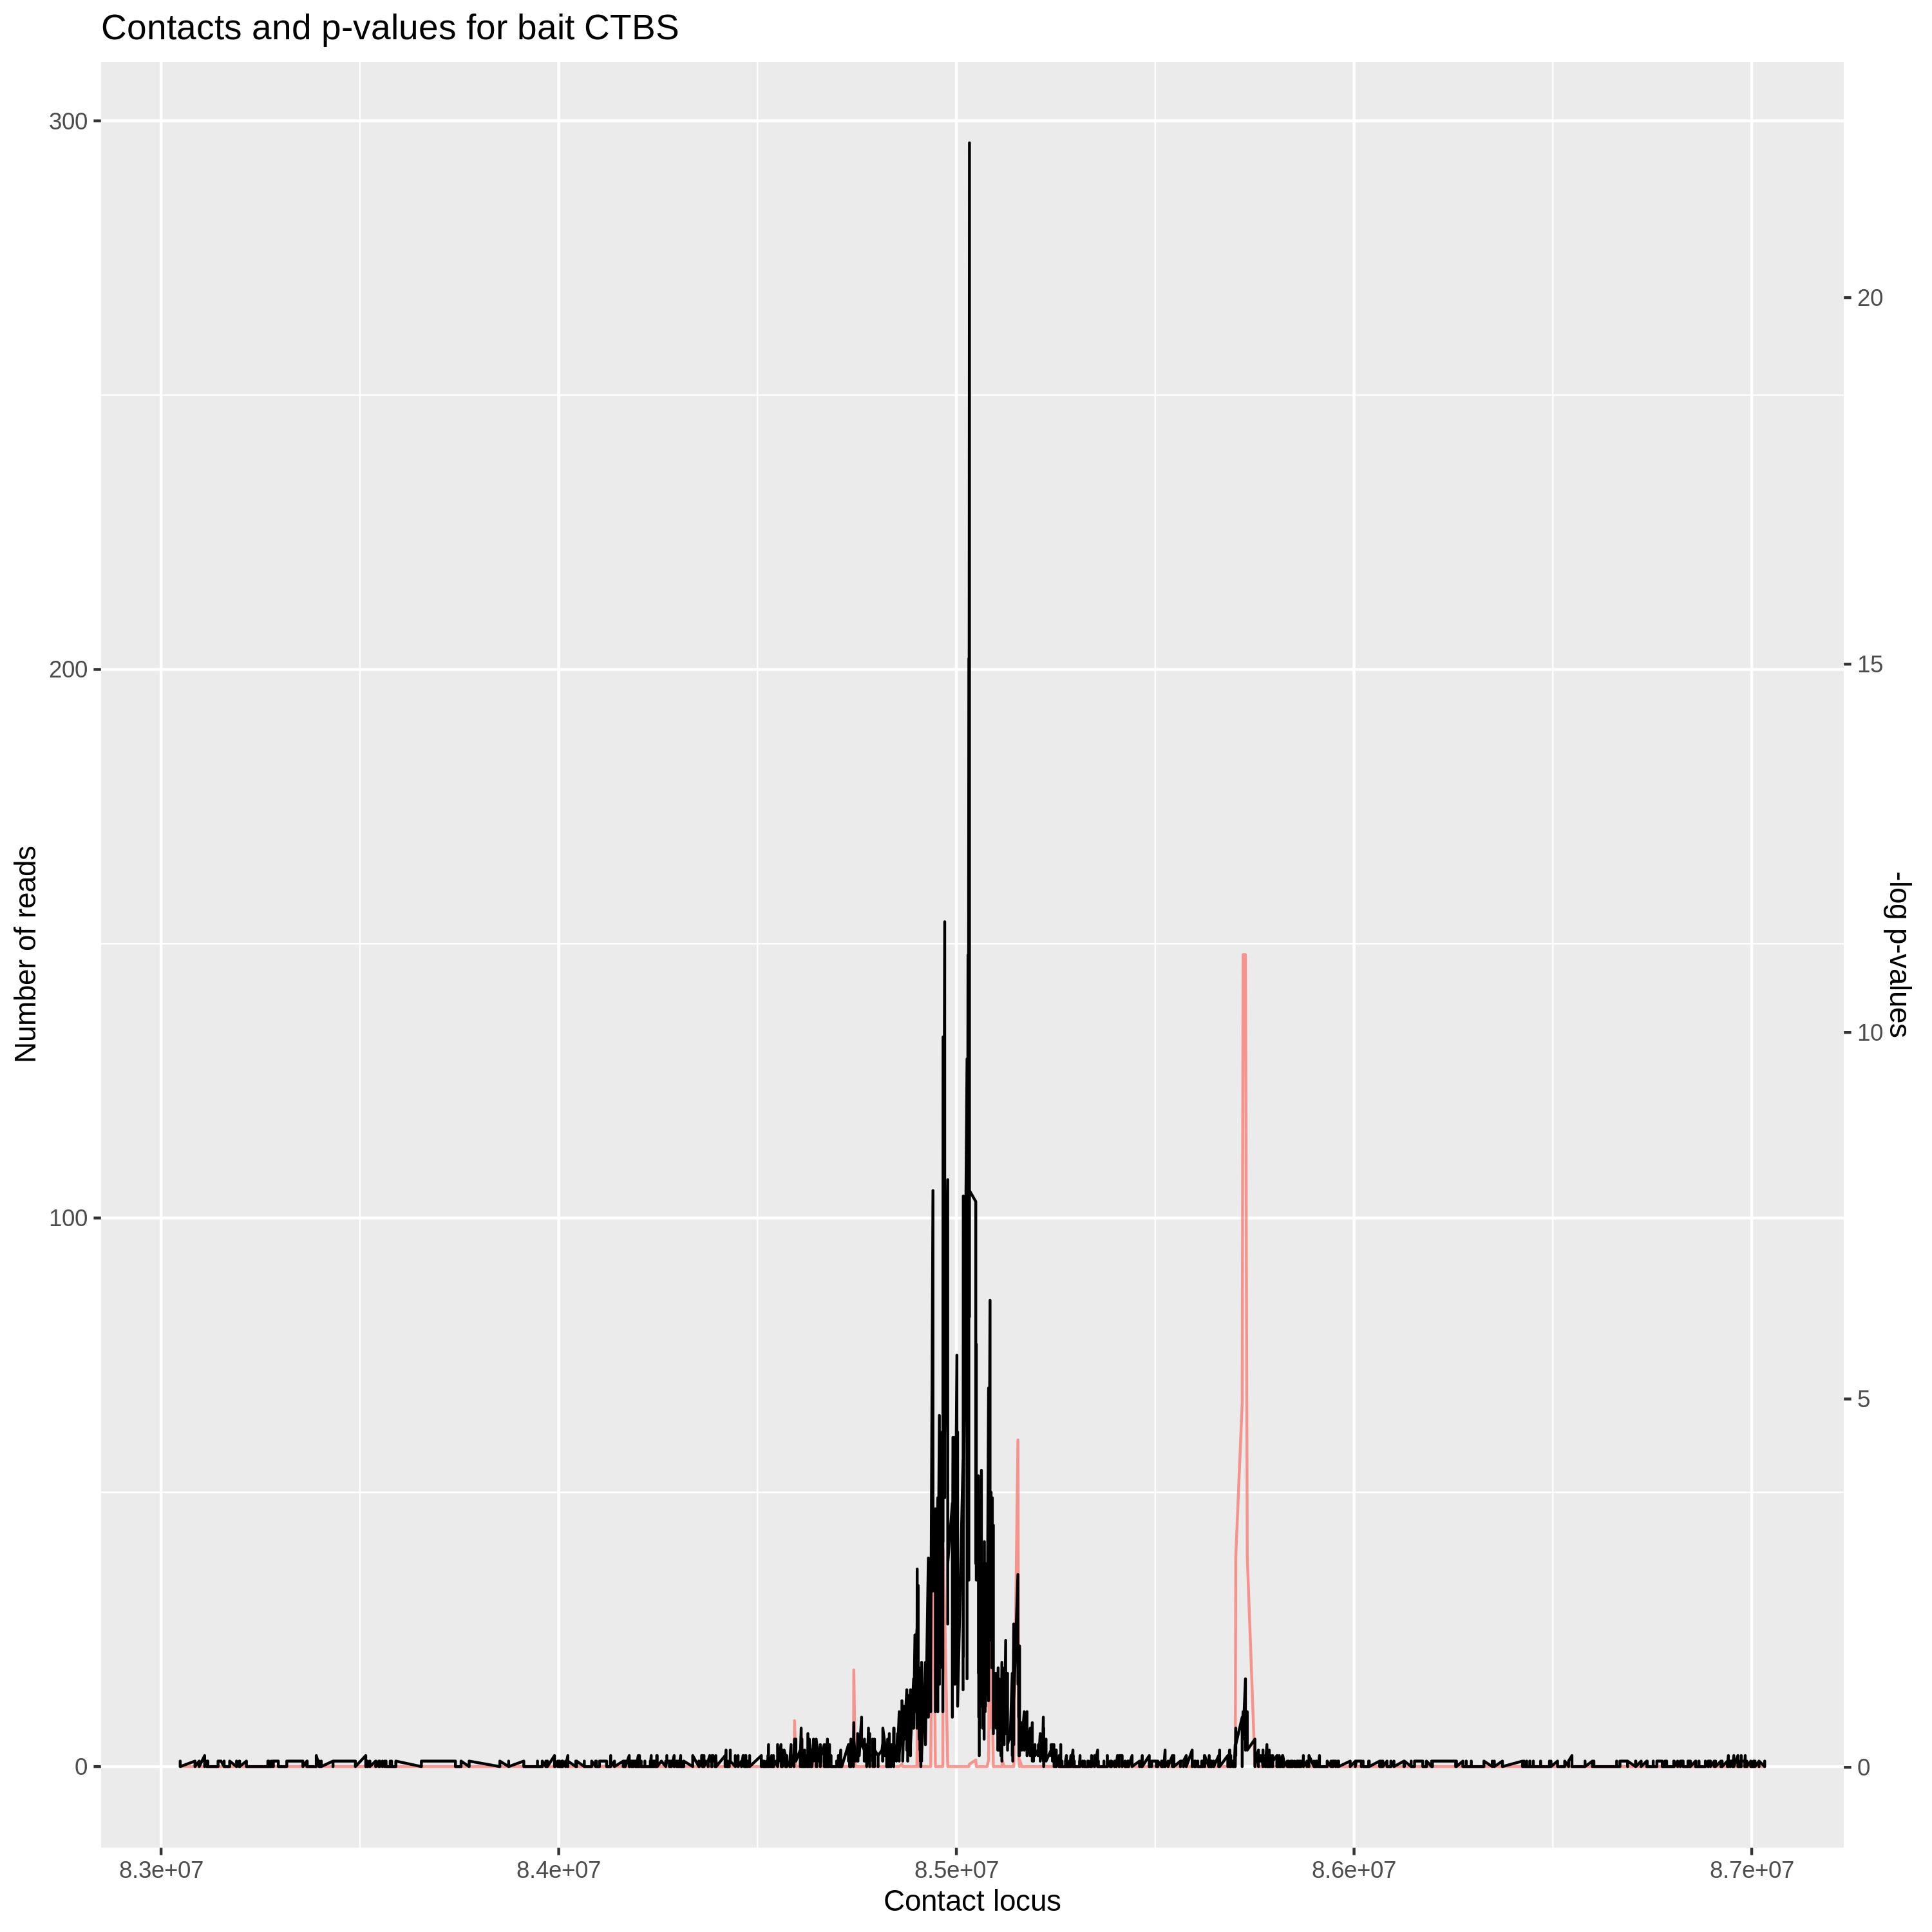 Contacts and p-values for bait CTBS
300
200
100
0
Number of reads
20
15
10
5
0
-log p-values
8.3e+07
8.4e+07
8.5e+07
8.6e+07
8.7e+07
Contact locus